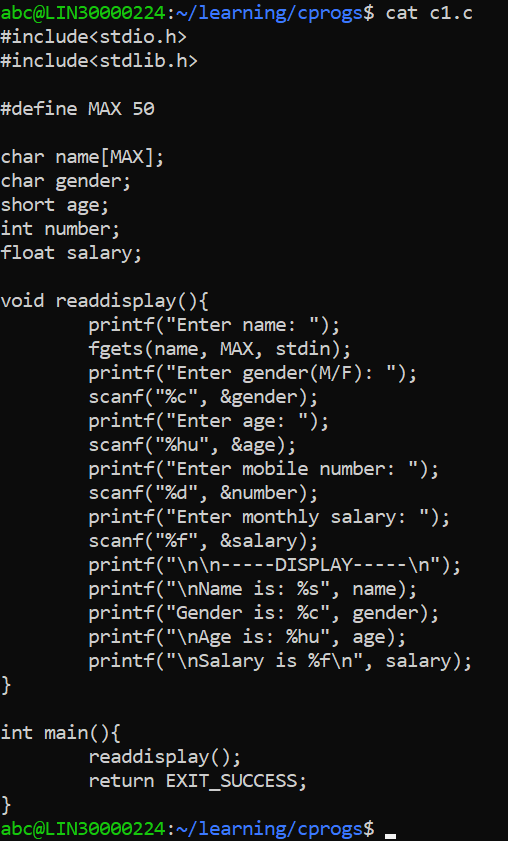 abc@LIN30000224:~/learning/cprogs$ cat c1.c
#include<stdio.h>
#include<stdlib.h>

#define MAX 50

char name[MAX];
char gender;
short age;
int number;
float salary;

void readdisplay(){
        printf("Enter name: ");
        fgets(name, MAX, stdin);
        printf("Enter gender(M/F): ");
        scanf("%c", &gender);
        printf("Enter age: ");
        scanf("%hu", &age);
        printf("Enter mobile number: ");
        scanf("%d", &number);
        printf("Enter monthly salary: ");
        scanf("%f", &salary);
        printf("\n\n-----DISPLAY-----\n");
        printf("\nName is: %s", name);
        printf("Gender is: %c", gender);
        printf("\nAge is: %hu", age);
        printf("\nSalary is %f\n", salary);
}

int main(){
        readdisplay();
        return EXIT_SUCCESS;
}
abc@LIN30000224:~/learning/cprogs$